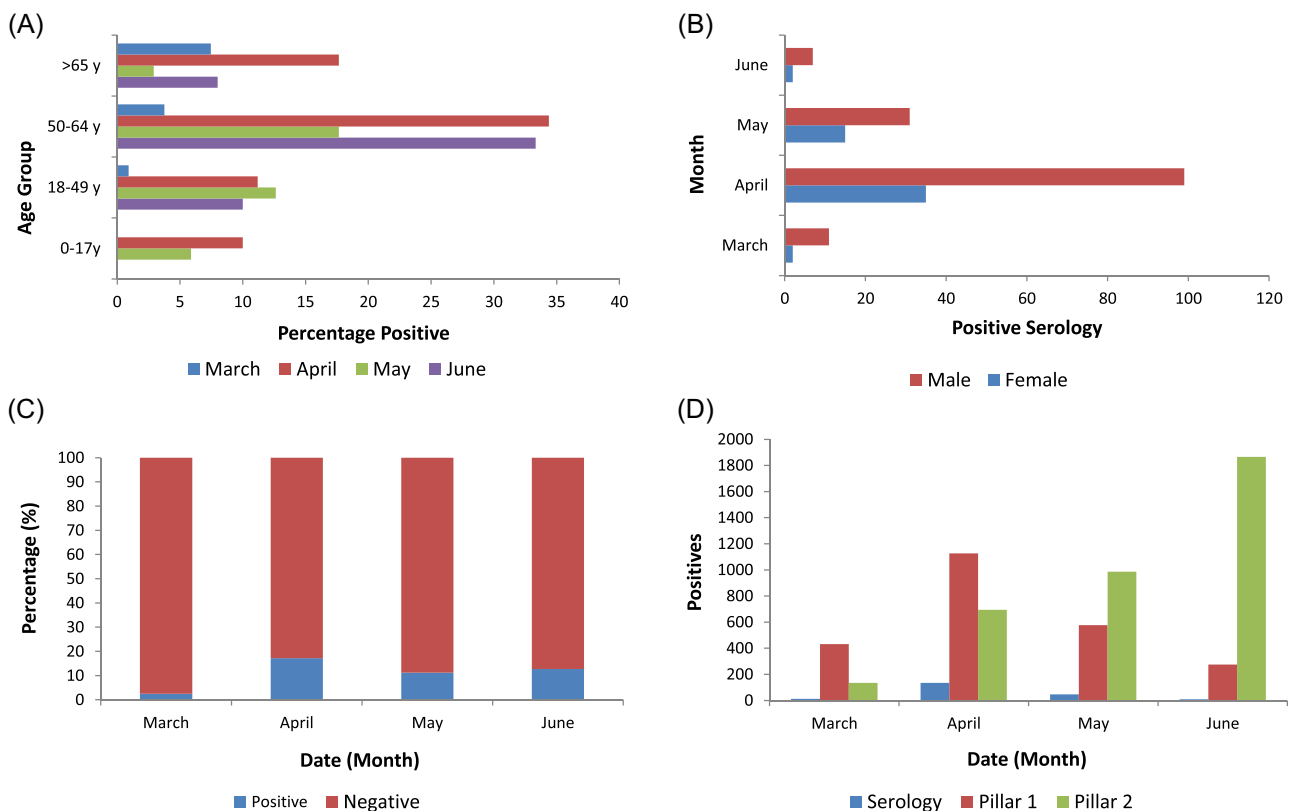 (A)
Age Group
>65 y
50-64 y
18-49 y
0-17y
0 5 10 15 20 25 30 35 40
Percentage Positive
March April May June
(B)
Month
June
May
April
March
0 20 40 60 80 100 120
Positive Serology
Male Female
(C)
Percentage (%)
100
90
80
70
60
50
40
30
20
10
0
March April May June
Date (Month)
Positive Negative
(D)
Positives
2000
1800
1600
1400
1200
1000
800
600
400
200
0
March April May June
Date (Month)
Serology Pillar 1 Pillar 2